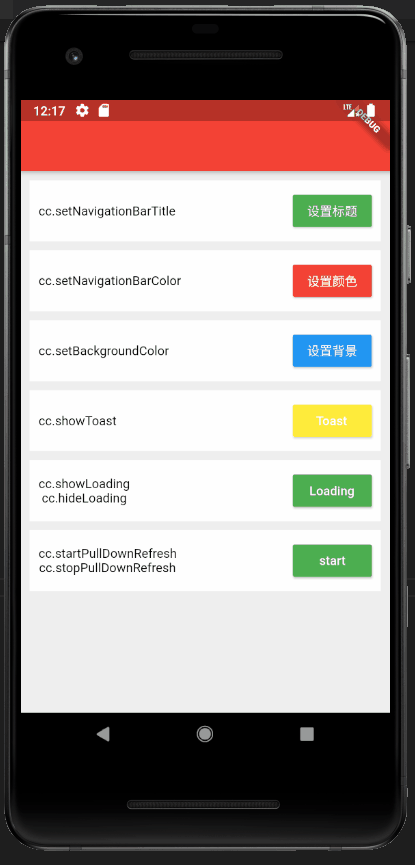 12:17
LTE
DEBUG
cc.setNavigationBarTitle
设置标题
cc.setNavigationBarColor
设置颜色
cc.setBackgroundColor
设置背景
cc.showToast
Toast
cc.showLoading
cc.hideLoading
Loading
cc.startPullDownRefresh
cc.stopPullDownRefresh
start